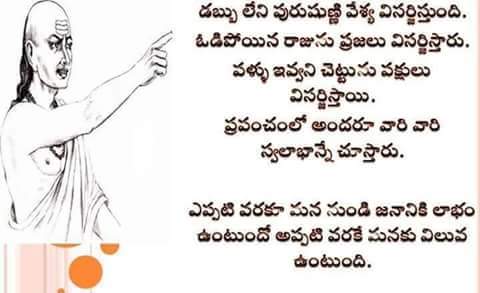 డబ్బు లేని పురుషుణ్ణి వేశ్య విసర్జిస్తుంది.
ఓడిపోయిన రాజును ప్రజలు విసర్జిస్తారు.
వళ్ళు ఇవ్వని చెట్టును పక్షులు
విసర్జిస్తాయి.
ప్రపంచంలో అందరూ వారి వారి
స్వలాభాన్నే చూస్తారు.
ఎప్పటి వరకూ మన నుండి జనానికి లాభం
ఉంటుందో అప్పటి వరకే మనకు విలువ
ఉంటుంది.